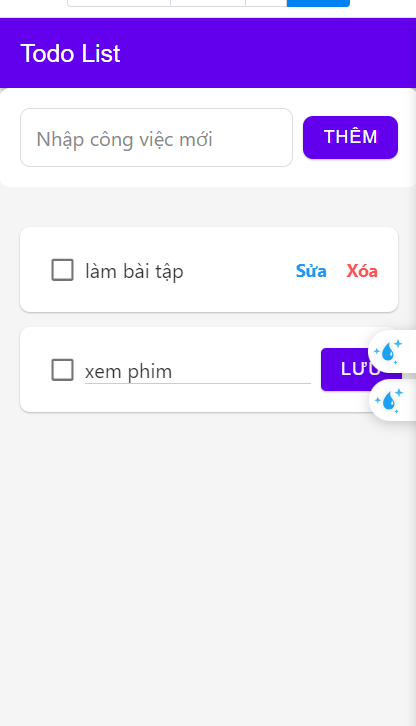 Todo List
Nhập công việc mới
THÊM
làm bài tập
Sửa Xóa
xem phim
LƯU